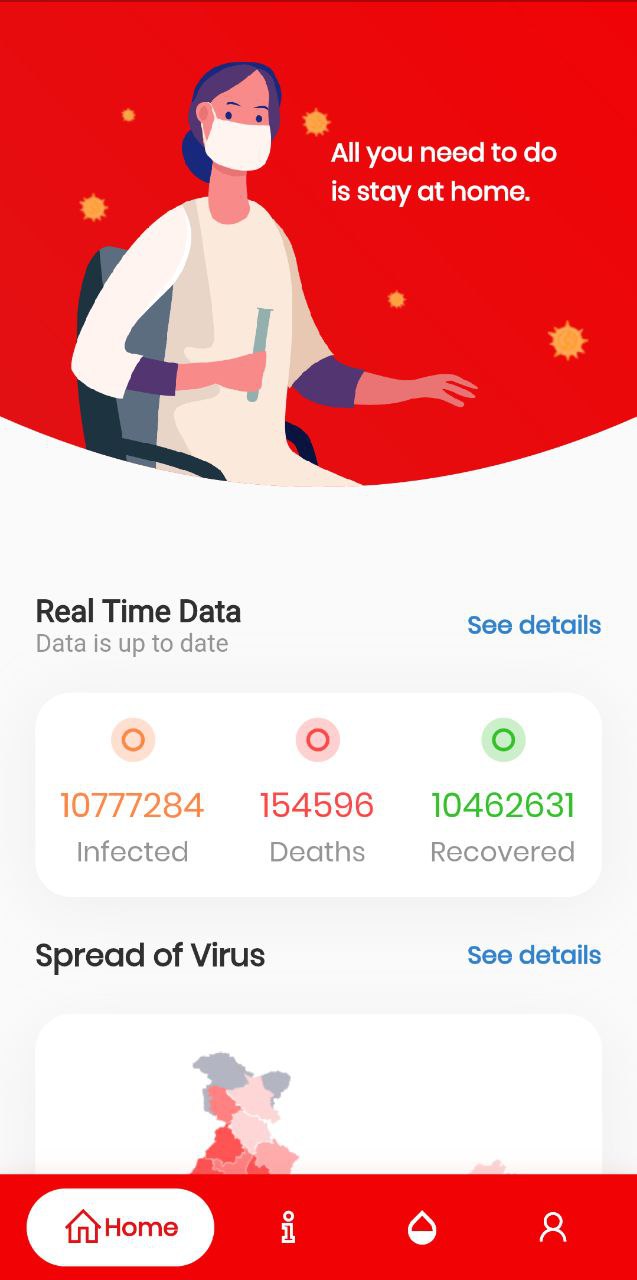 All you need to do
is stay at home.
Real Time Data
Data is up to date
See details
10777284 154596 10462631
Infected Deaths Recovered
Spread of Virus
See details
Home